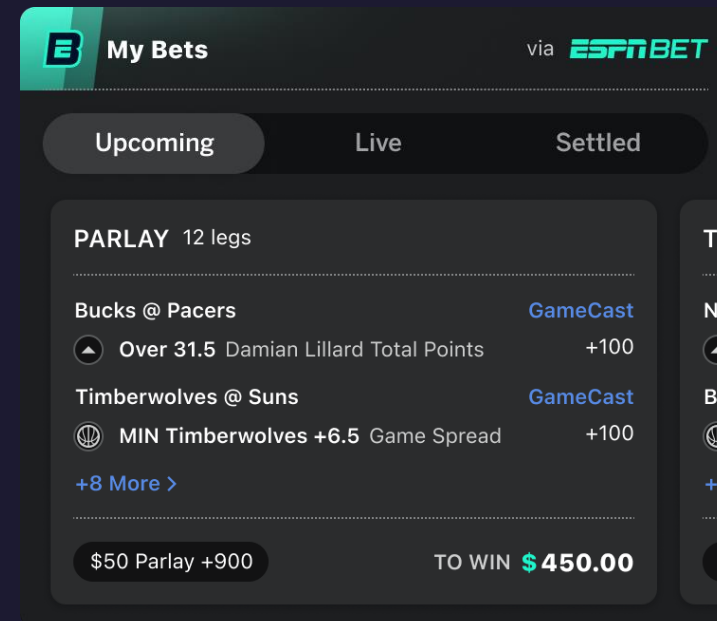 My Bets via ESPN BET
Upcoming Live Settled
PARLAY 12 legs
Bucks @ Pacers GameCast
Over 31.5 Damian Lillard Total Points +100
Timberwolves @ Suns GameCast
MIN Timberwolves +6.5 Game Spread +100
+8 More >
$50 Parlay +900 TO WIN $450.00
T
N
B
+